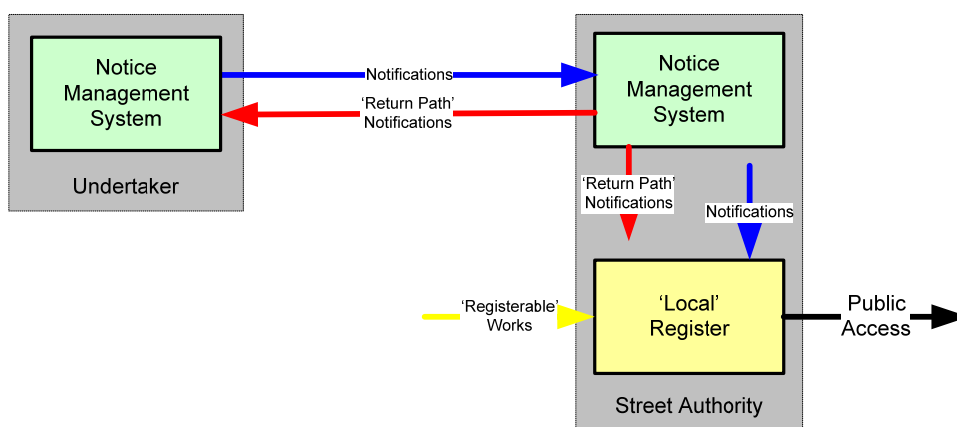 Notice
Management
System
Undertaker
Notifications
‘Return Path’
Notifications
Notice
Management
System
‘Return Path’
Notifications
Notifications
‘Registerable’
Works
‘Local’
Register
Public
Access
Street Authority